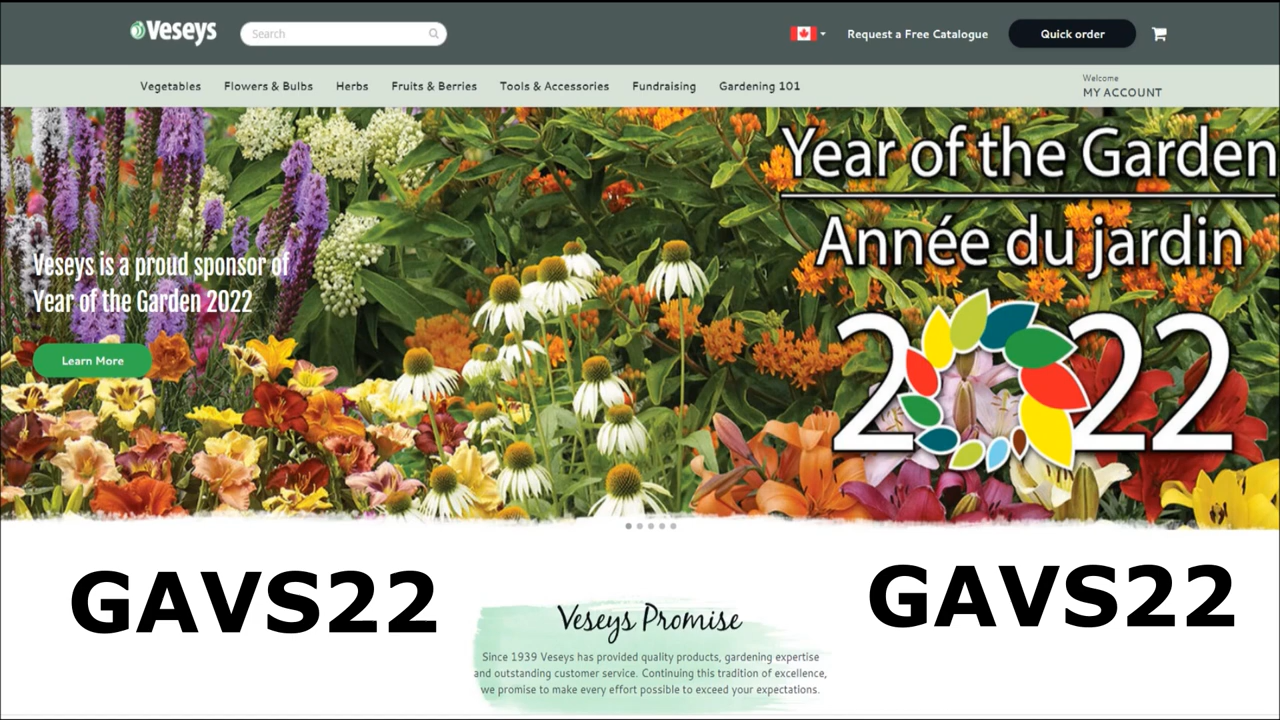 Veseys
Search
Request a Free Catalogue
Quick order
Vegetables Flowers & Bulbs Herbs Fruits & Berries Tools & Accessories Fundraising Gardening 101
Welcome
MY ACCOUNT
Year of the Garden
Année du jardin
2022
Veseys is a proud sponsor of
Year of the Garden 2022
Learn More
GAVS22
GAVS22
Veseys Promise
Since 1939 Veseys has provided quality products, gardening expertise
and outstanding customer service. Continuing this tradition of excellence,
we promise to make every effort possible to exceed your expectations.